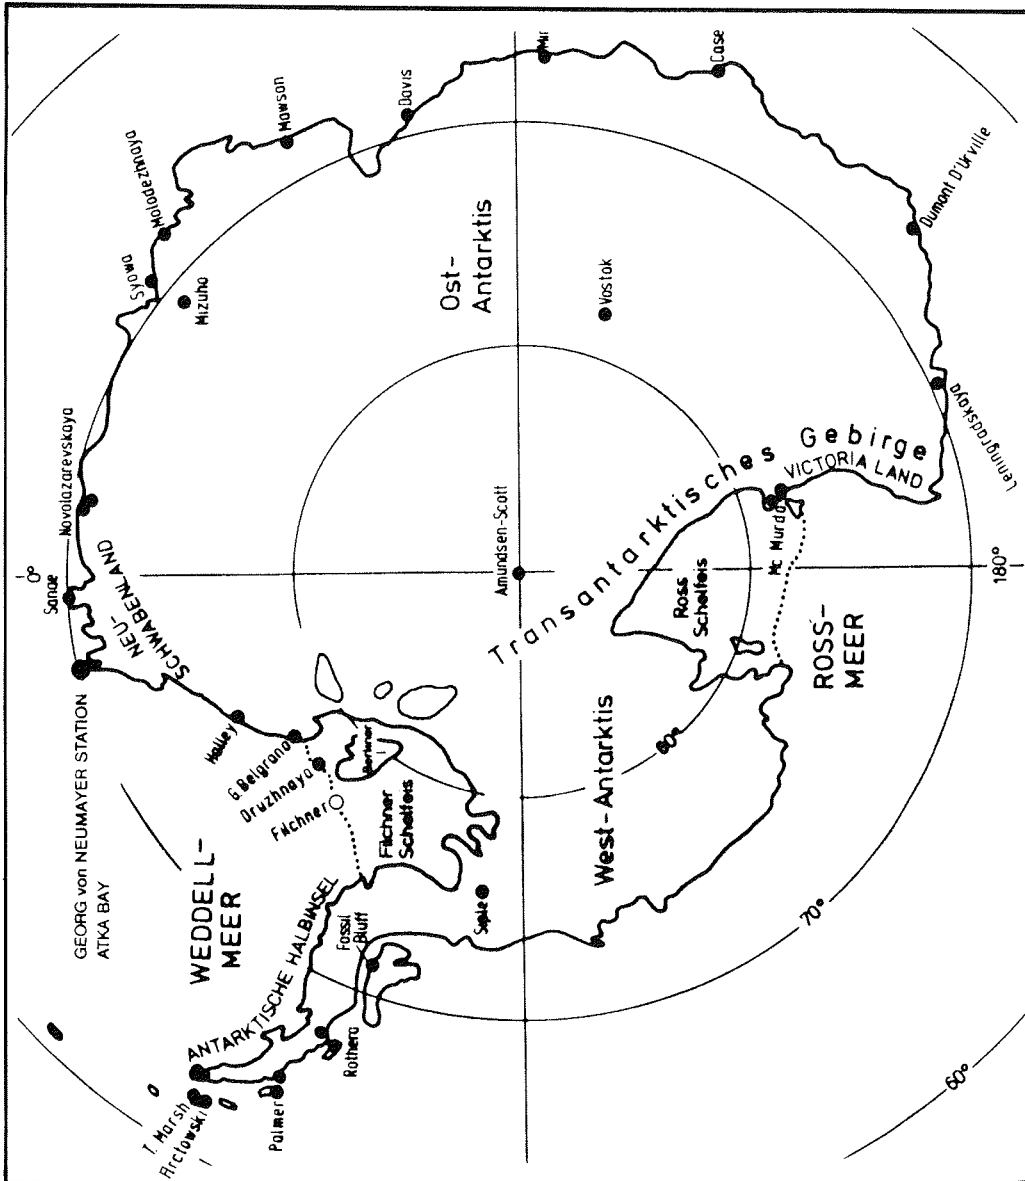 Mir
Case
Davis
Mawson
Molodezhnaya
Syowa
Mizuho
Dumont D'Urville
Ost-
Antarktis
Vostok
Leningradskaya
Novolazarevskaya
0°
Sanae
NEU-
SCHWABENLAND
Amundsen-Scott
Transantarktisches Gebirge
VICTORIA LAND
Mc Murdo
180°
Ross
Schelfeis
ROSS-
MEER
GEORG von NEUMAYER STATION
ATKA BAY
Halley
G. Belgrano
Druzhnaya
Filchner
Berkner
I
Filchner
Schelfeis
80°
West-Antarktis
WEDDELL-
MEER
Siple
70°
ANTARKTISCHE HALBINSEL
Fossil
Bluff
Rothera
Palmer
T. Marsh
Arctowski
60°